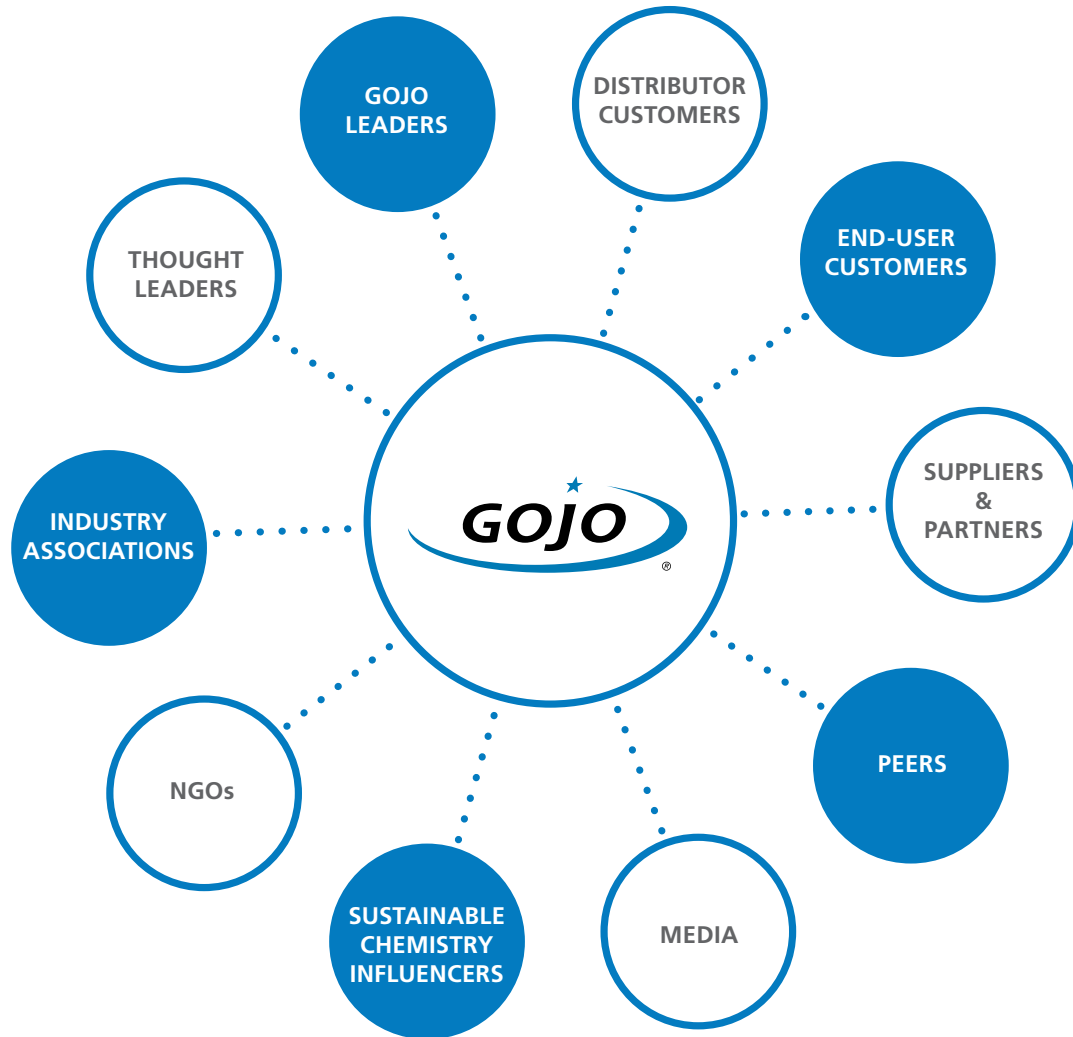 GOJO
LEADERS
DISTRIBUTOR
CUSTOMERS
END-USER
CUSTOMERS
THOUGHT
LEADERS
SUPPLIERS
&
PARTNERS
GOJO
®
INDUSTRY
ASSOCIATIONS
PEERS
NGOs
MEDIA
SUSTAINABLE
CHEMISTRY
INFLUENCERS